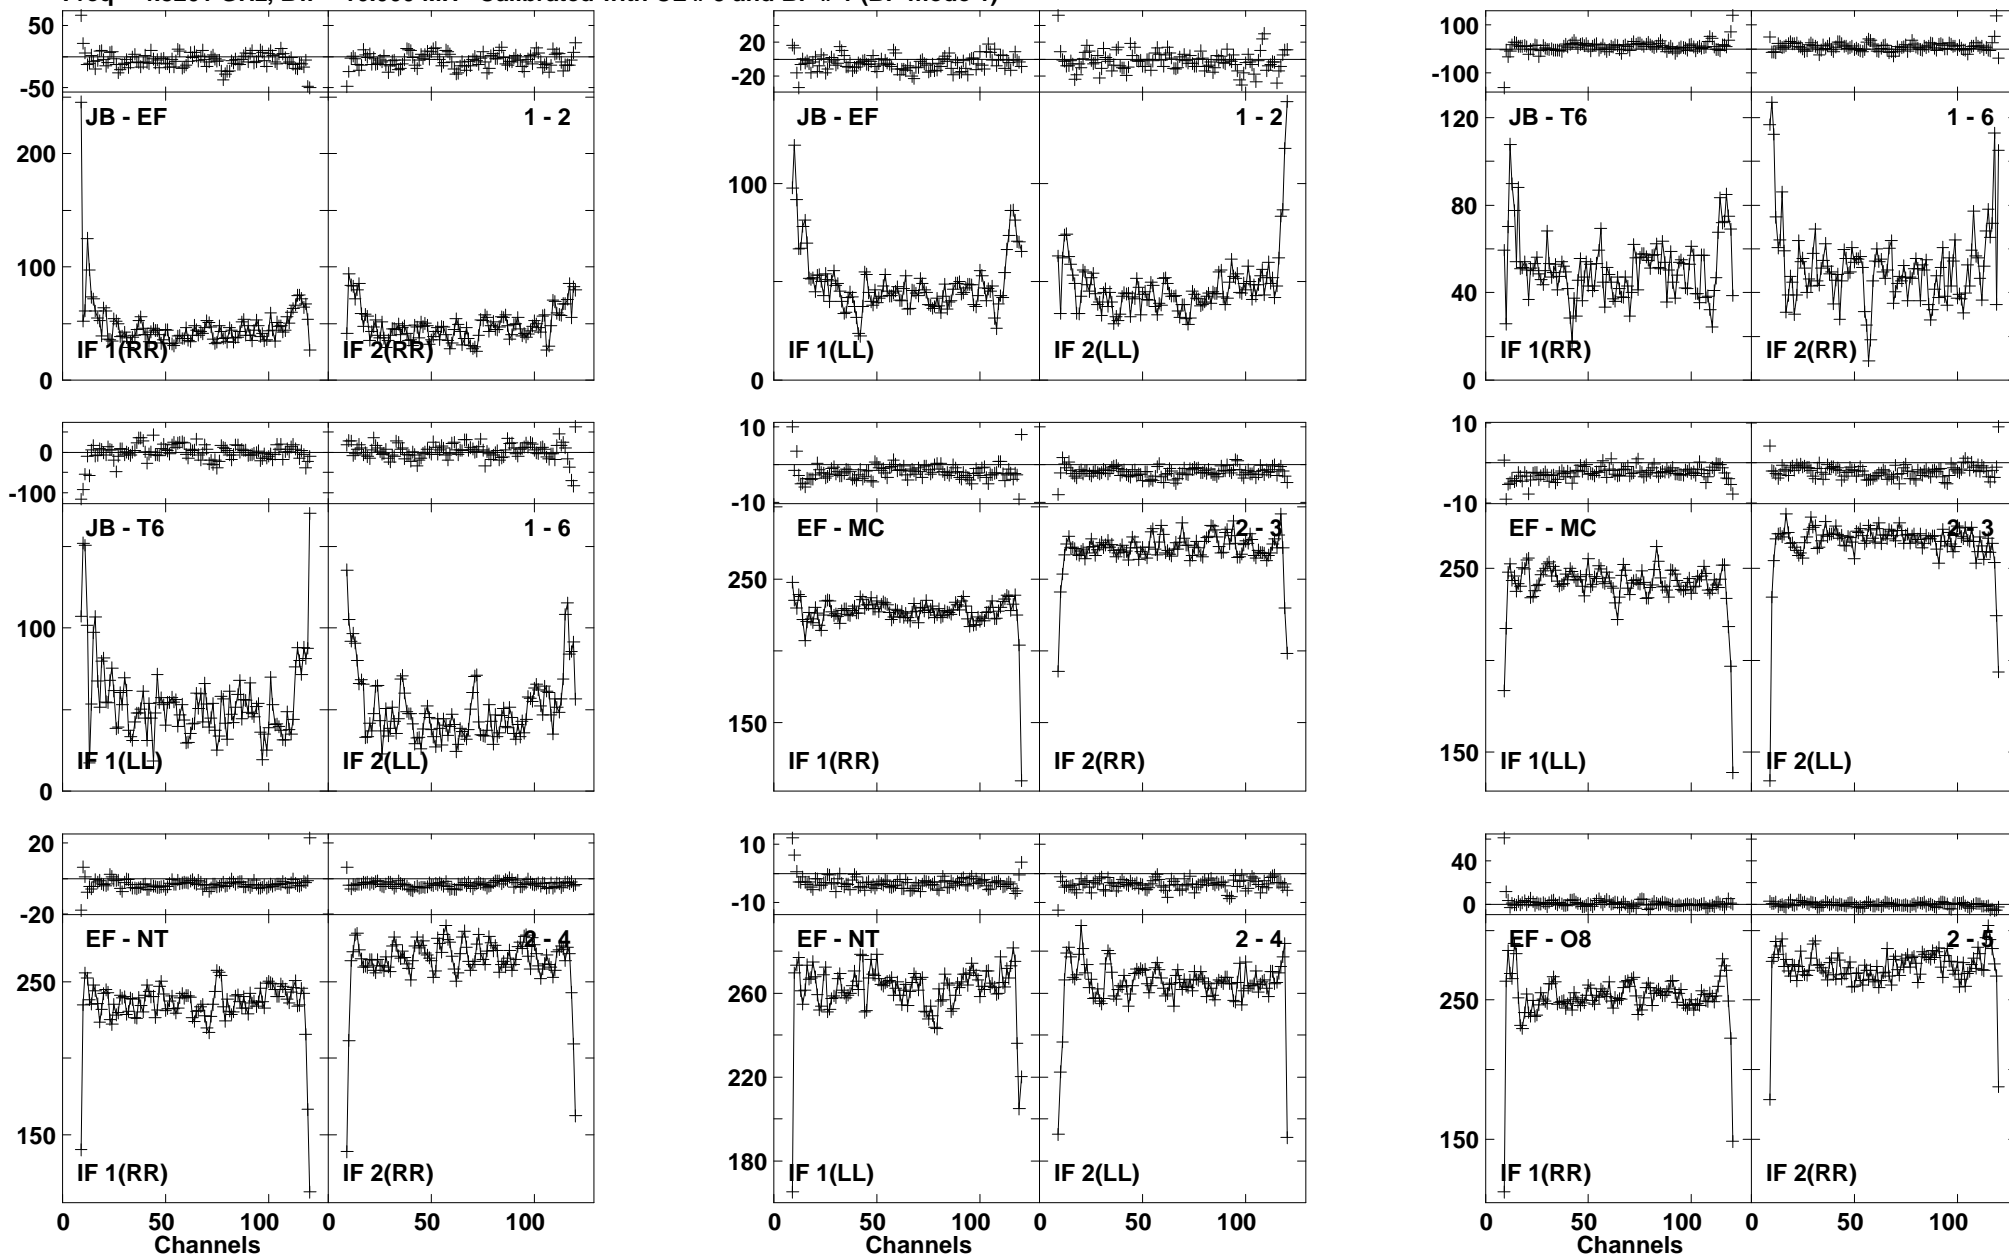 50 0 -50
20 -20
100 0 -100
JB - EF 1 - 2
JB - EF 1 - 2
JB - T6 1 - 6
200 100 0
100 0
120 80 40 0
IF 1(RR) IF 2(RR)
IF 1(LL) IF 2(LL)
IF 1(RR) IF 2(RR)
0 -100
10 -10
10 -10
JB - T6 1 - 6
EF - MC 2 - 3
EF - MC 2 - 3
100 0
250 150
250 150
IF 1(LL) IF 2(LL)
IF 1(RR) IF 2(RR)
IF 1(LL) IF 2(LL)
20 -20
10 -10
40 0
EF - NT 2 - 4
EF - NT 2 - 4
EF - O8 2 - 5
250 150
260 220 180
250 150
IF 1(RR) IF 2(RR)
IF 1(LL) IF 2(LL)
IF 1(RR) IF 2(RR)
0 50 100 0 50 100
0 50 100 0 50 100
0 50 100 0 50 100
Channels
Channels
Channels